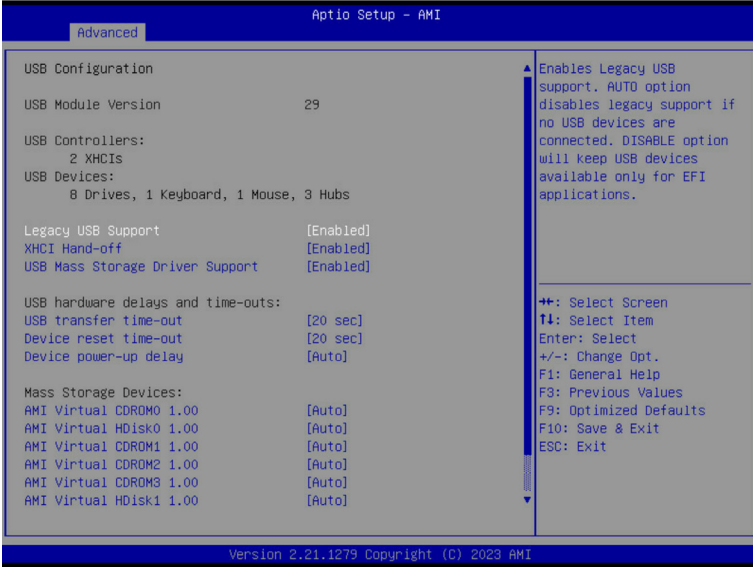 Aptio Setup - AMI
Advanced
USB Configuration
USB Module Version 29
USB Controllers:
2 XHCIs
USB Devices:
8 Drives, 1 Keyboard, 1 Mouse, 3 Hubs
Legacy USB Support [Enabled]
XHCI Hand-off [Enabled]
USB Mass Storage Driver Support [Enabled]
USB hardware delays and time-outs:
USB transfer time-out [20 sec]
Device reset time-out [20 sec]
Device power-up delay [Auto]
Mass Storage Devices:
AMI Virtual CDROM0 1.00 [Auto]
AMI Virtual HDisk0 1.00 [Auto]
AMI Virtual CDROM1 1.00 [Auto]
AMI Virtual CDROM2 1.00 [Auto]
AMI Virtual CDROM3 1.00 [Auto]
AMI Virtual HDisk1 1.00 [Auto]
Enables Legacy USB
support. AUTO option
disables legacy support if
no USB devices are
connected. DISABLE option
will keep USB devices
available only for EFI
applications.
→←: Select Screen
↑↓: Select Item
Enter: Select
+/-: Change Opt.
F1: General Help
F3: Previous Values
F9: Optimized Defaults
F10: Save & Exit
ESC: Exit
Version 2.21.1279 Copyright (C) 2023 AMI